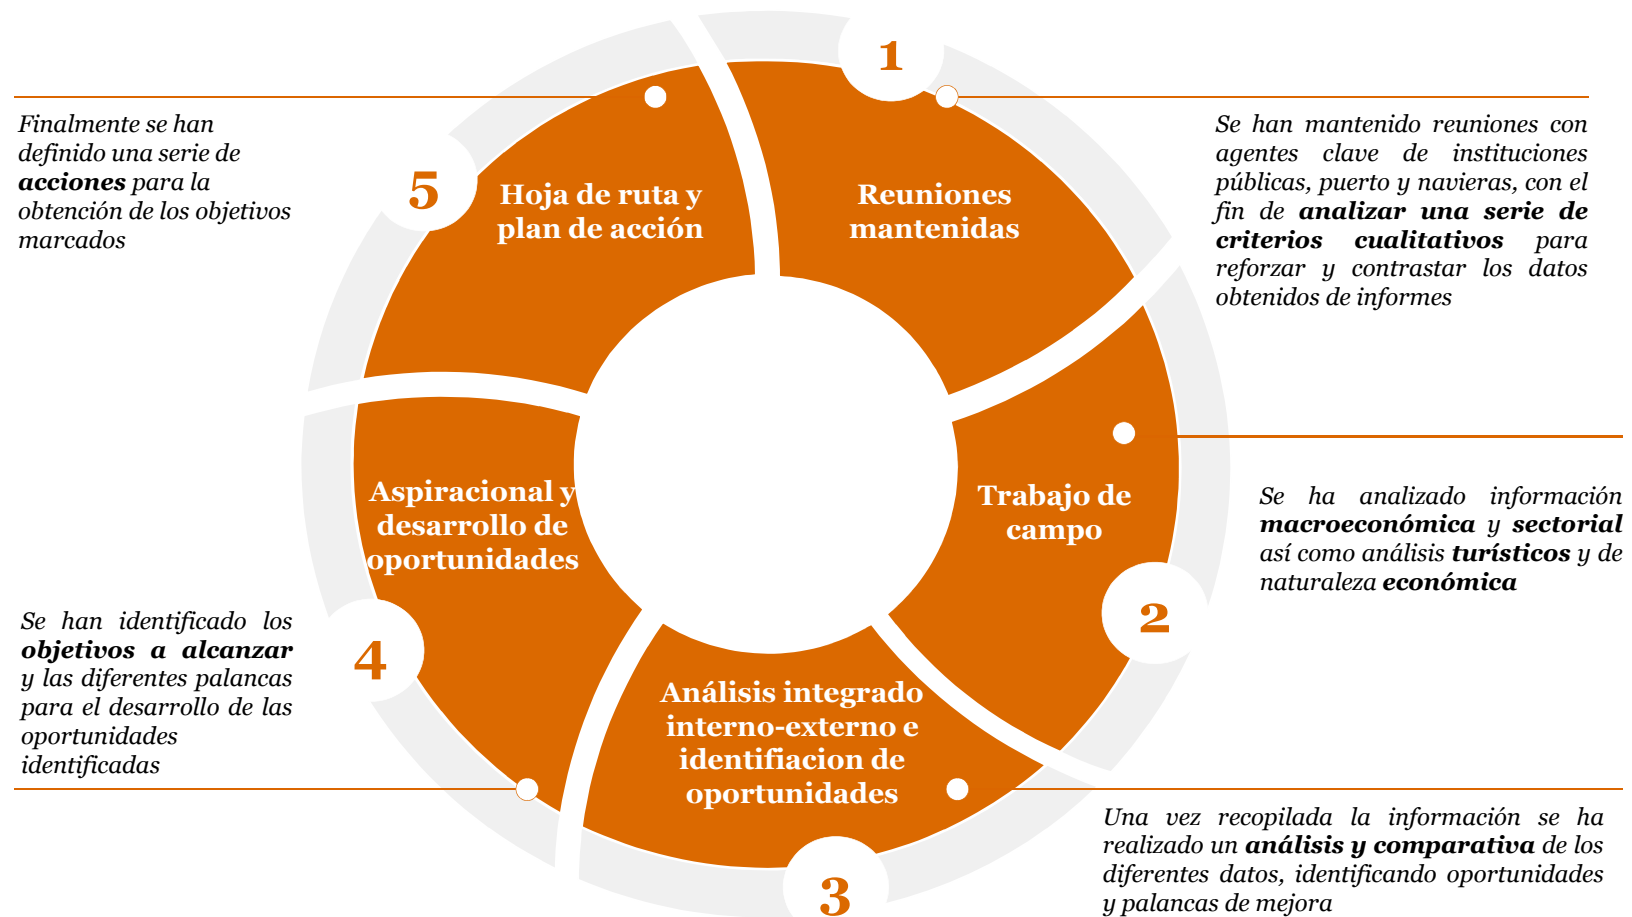 1
Reuniones
mantenidas
Se han mantenido reuniones con
agentes clave de instituciones
públicas, puerto y navieras, con el
fin de analizar una serie de
criterios cualitativos para
reforzar y contrastar los datos
obtenidos de informes
Trabajo de
campo
2
Se ha analizado información
macroeconómica y sectorial
así como análisis turísticos y de
naturaleza económica
Análisis integrado
interno-externo e
identifiacion de
oportunidades
3
Una vez recopilada la información se ha
realizado un análisis y comparativa de los
diferentes datos, identificando oportunidades
y palancas de mejora
Aspiracional y
desarrollo de
oportunidades
4
Se han identificado los
objetivos a alcanzar
y las diferentes palancas
para el desarrollo de las
oportunidades
identificadas
5
Hoja de ruta y
plan de acción
Finalmente se han
definido una serie de
acciones para la
obtención de los objetivos
marcados